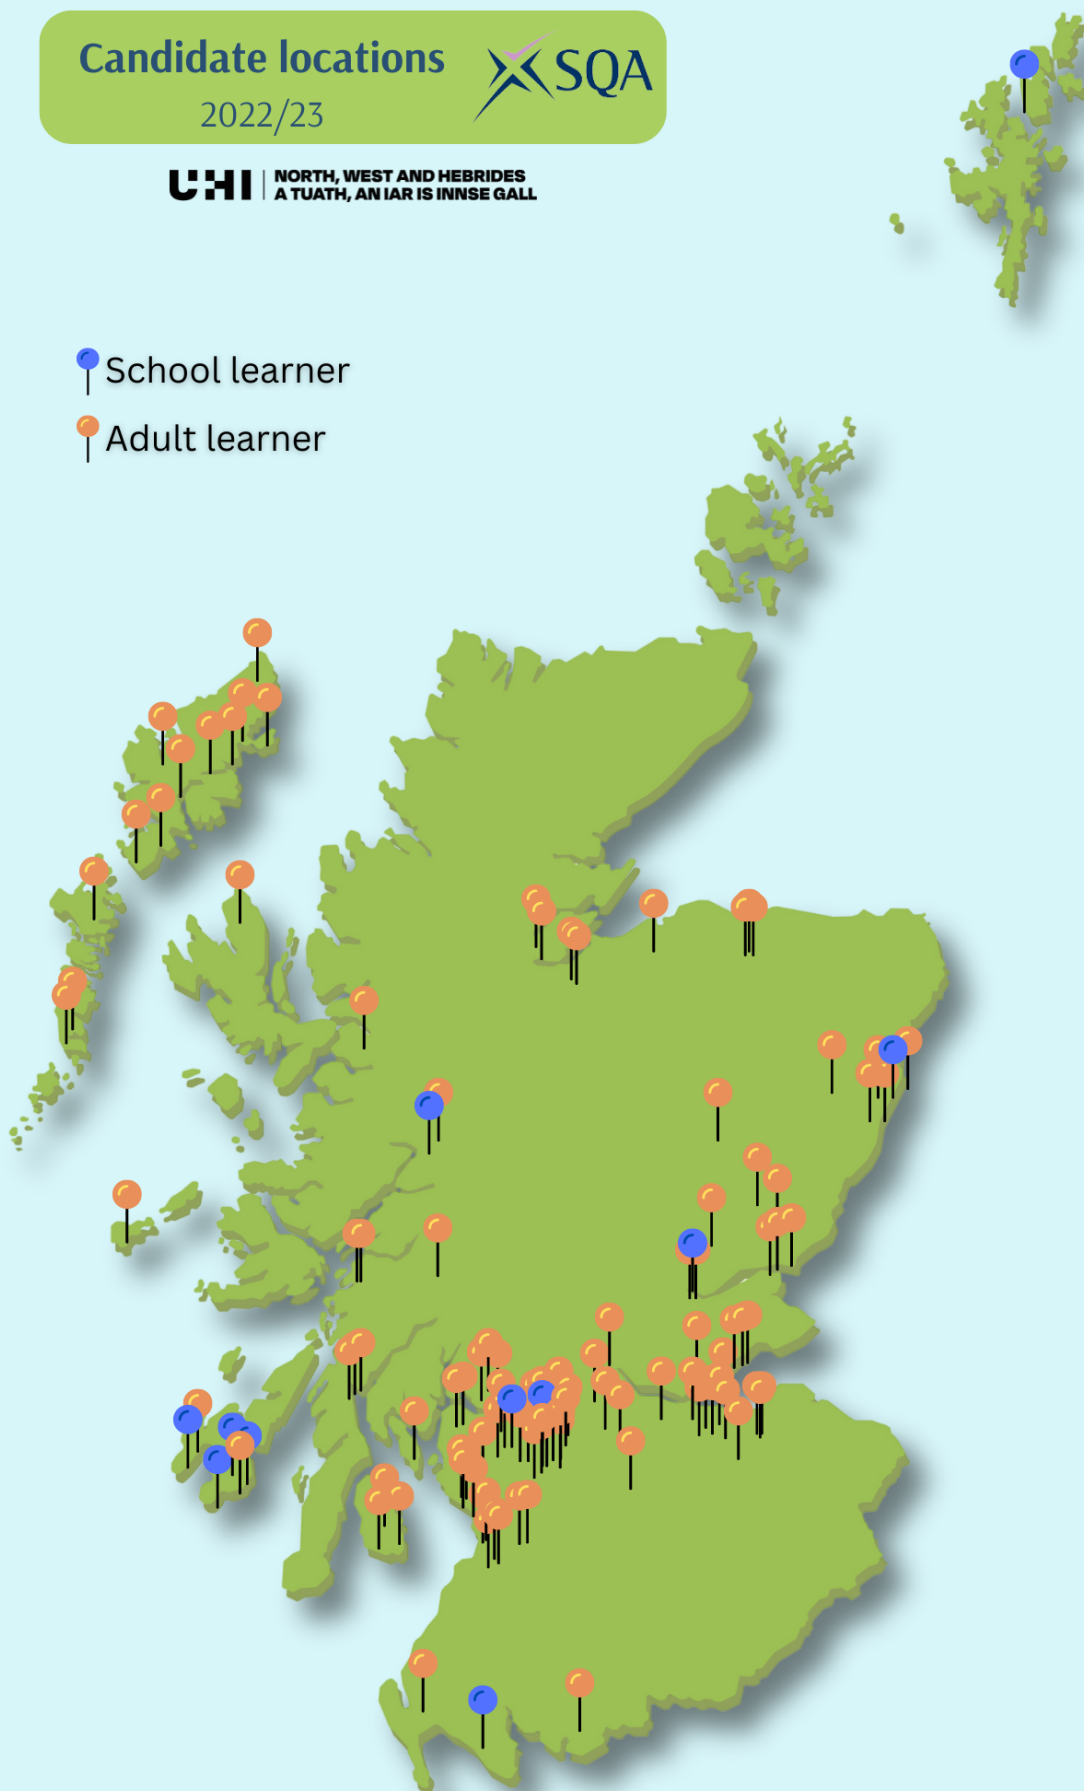 Candidate locations
2022/23
SQA
UHI
NORTH, WEST AND HEBRIDES
A TUATH, AN IAR IS INNSE GALL
School learner
Adult learner